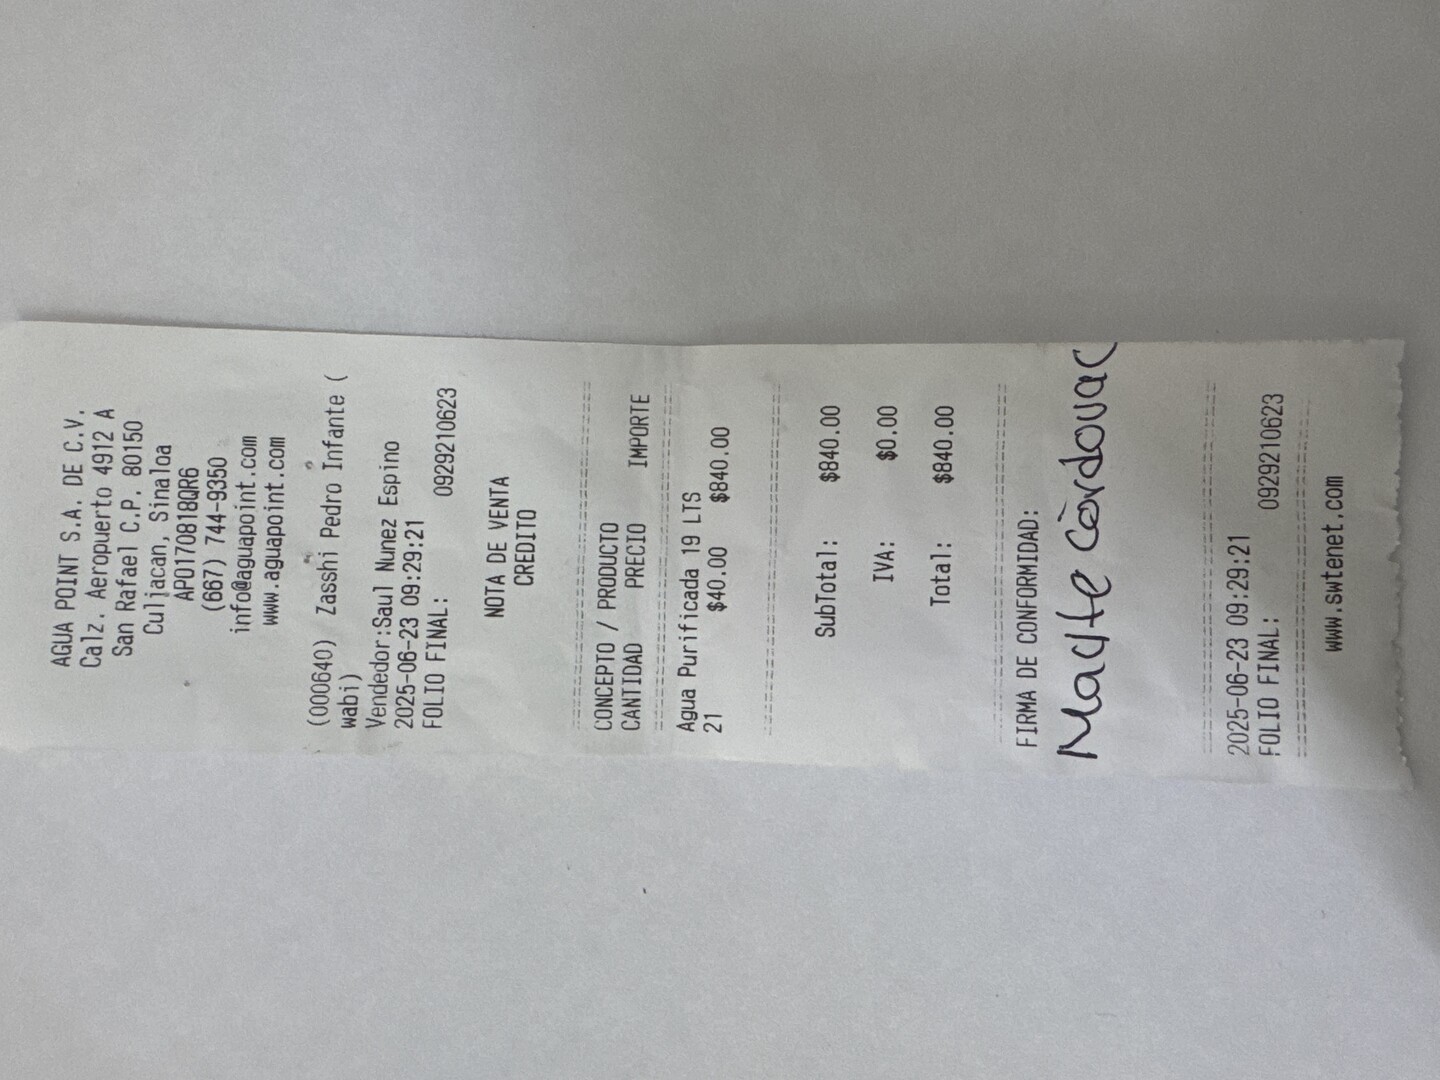 AGUA POINT S.A. DE C.V.
Calz. Aeropuerto 4912 A
San Rafael C.P. 80150
Culjacan, Sinaloa
APO170818QR6
(667) 744-9350
info@aguapoint.com
www.aguapoint.com
(000640) Zasshi Pedro Infante (
wabi)
Vendedor:Saul Nunez Espino
2025-06-23 09:29:21
FOLIO FINAL: 0929210623
NOTA DE VENTA
CREDITO
CONCEPTO / PRODUCTO
CANTIDAD PRECIO IMPORTE
Agua Purificada 19 LTS
21 $40.00 $840.00
SubTotal: $840.00
IVA: $0.00
Total: $840.00
FIRMA DE CONFORMIDAD:
Mayte Córdova C
2025-06-23 09:29:21
FOLIO FINAL: 0929210623
www.swtenet.com